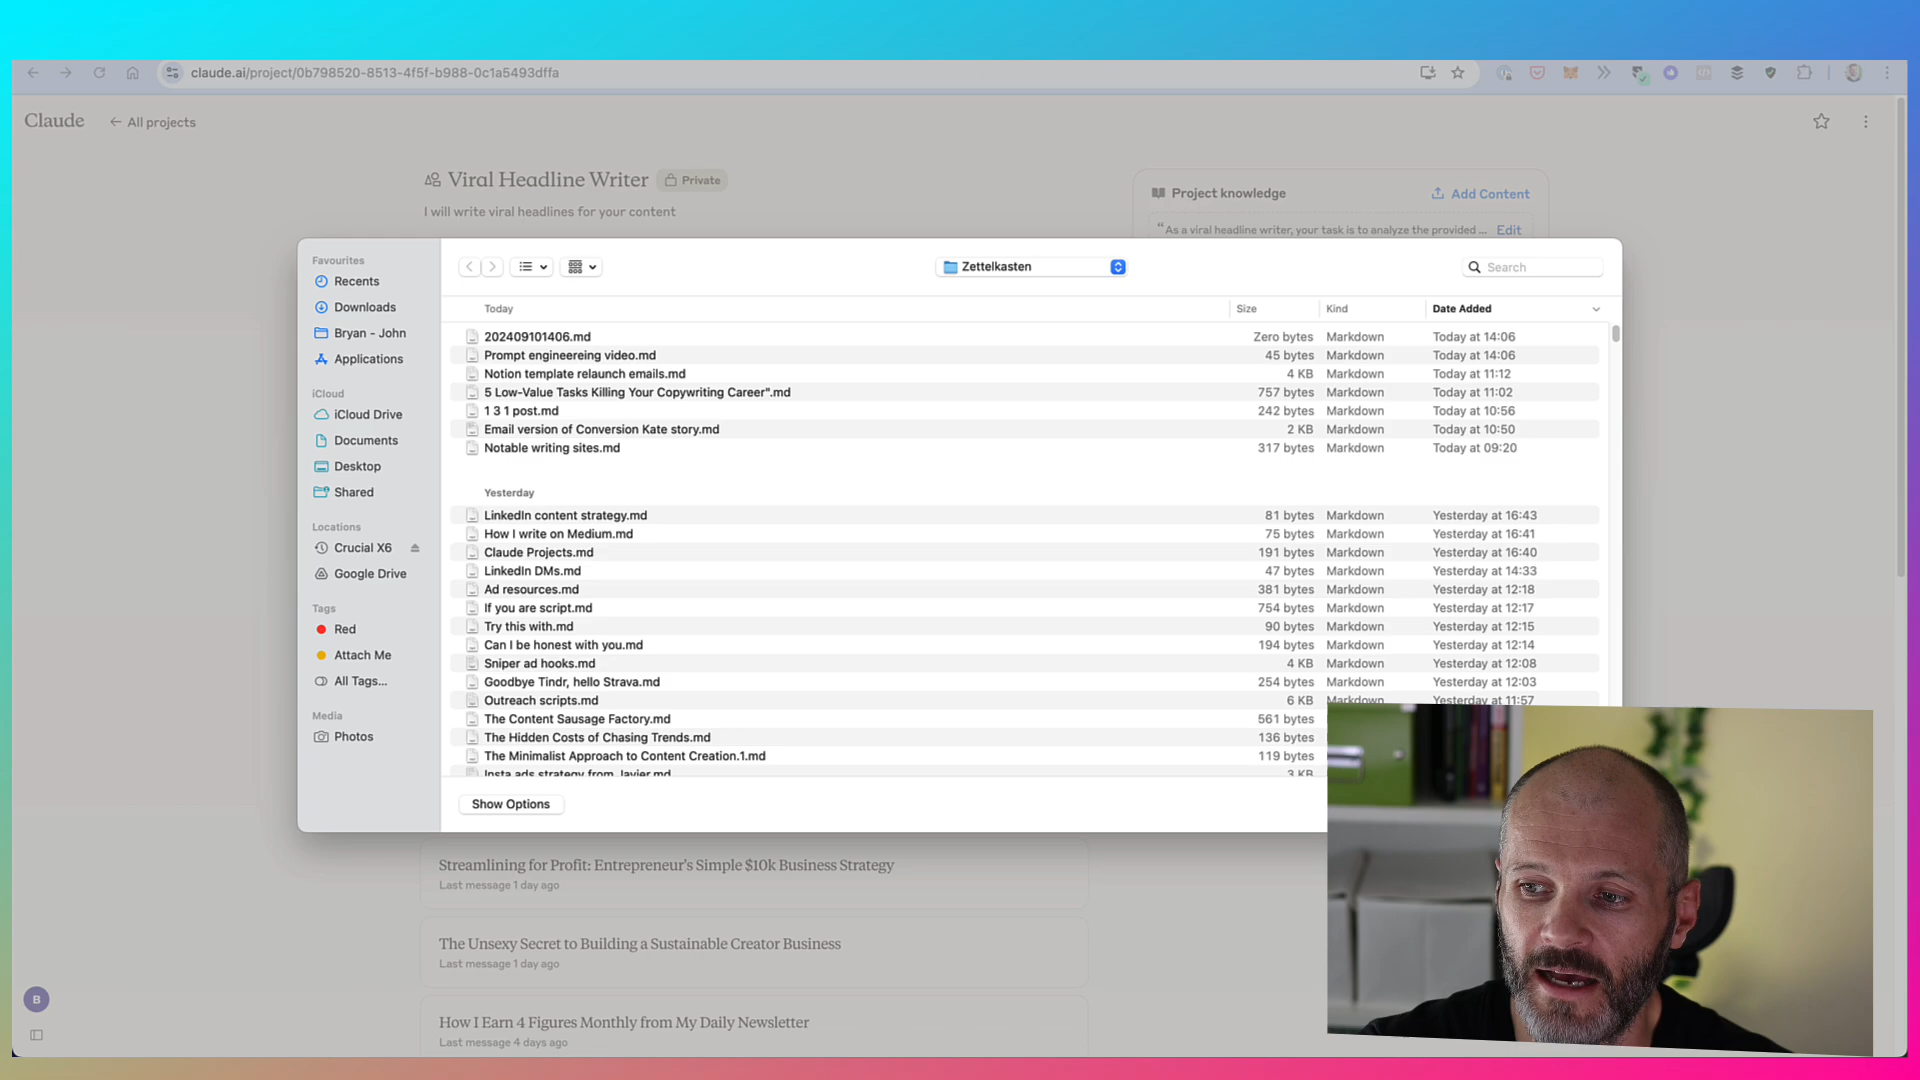 claude.ai/project/0b798520-8513-4f5f-b988-0c1a5493dffa
Claude
← All projects
Viral Headline Writer Private
I will write viral headlines for your content
Project knowledge Add Content
“As a viral headline writer, your task is to analyze the provided ... Edit
Favourites
Recents
Downloads
Bryan - John
Applications
iCloud
iCloud Drive
Documents
Desktop
Shared
Locations
Crucial X6
Google Drive
Tags
Red
Attach Me
All Tags...
Media
Photos
Zettelkasten
Search
Today Size Kind Date Added
202409101406.md Zero bytes Markdown Today at 14:06
Prompt engineereing video.md 45 bytes Markdown Today at 14:06
Notion template relaunch emails.md 4 KB Markdown Today at 11:12
5 Low-Value Tasks Killing Your Copywriting Career".md 757 bytes Markdown Today at 11:02
1 3 1 post.md 242 bytes Markdown Today at 10:56
Email version of Conversion Kate story.md 2 KB Markdown Today at 10:50
Notable writing sites.md 317 bytes Markdown Today at 09:20
Yesterday
LinkedIn content strategy.md 81 bytes Markdown Yesterday at 16:43
How I write on Medium.md 75 bytes Markdown Yesterday at 16:41
Claude Projects.md 191 bytes Markdown Yesterday at 16:40
LinkedIn DMs.md 47 bytes Markdown Yesterday at 14:33
Ad resources.md 381 bytes Markdown Yesterday at 12:18
If you are script.md 754 bytes Markdown Yesterday at 12:17
Try this with.md 90 bytes Markdown Yesterday at 12:15
Can I be honest with you.md 194 bytes Markdown Yesterday at 12:14
Sniper ad hooks.md 4 KB Markdown Yesterday at 12:08
Goodbye Tindr, hello Strava.md 254 bytes Markdown Yesterday at 12:03
Outreach scripts.md 6 KB Markdown Yesterday at 11:57
The Content Sausage Factory.md 561 bytes
The Hidden Costs of Chasing Trends.md 136 bytes
The Minimalist Approach to Content Creation.1.md 119 bytes
Insta ads strategy from Javier.md 3 KB
Show Options
Streamlining for Profit: Entrepreneur's Simple $10k Business Strategy
Last message 1 day ago
The Unsexy Secret to Building a Sustainable Creator Business
Last message 1 day ago
How I Earn 4 Figures Monthly from My Daily Newsletter
Last message 4 days ago
B